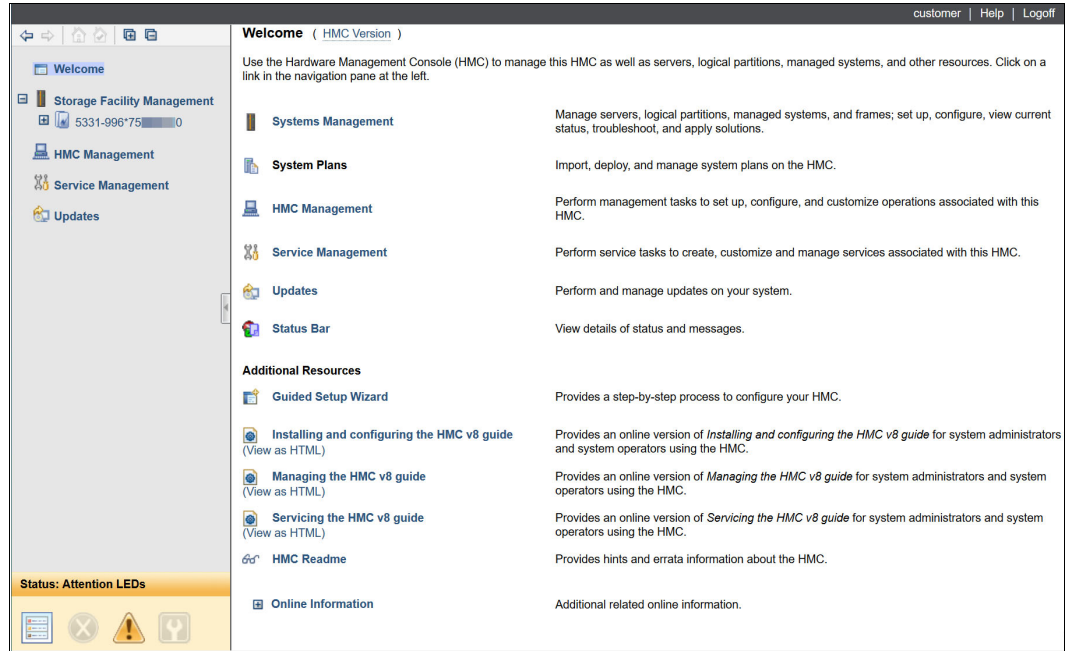 customer | Help | Logoff
Welcome ( HMC Version )
Use the Hardware Management Console (HMC) to manage this HMC as well as servers, logical partitions, managed systems, and other resources. Click on a
link in the navigation pane at the left.
Welcome
Storage Facility Management
5331-996*75 0
HMC Management
Service Management
Updates
Systems Management
Manage servers, logical partitions, managed systems, and frames; set up, configure, view current
status, troubleshoot, and apply solutions.
System Plans
Import, deploy, and manage system plans on the HMC.
HMC Management
Perform management tasks to set up, configure, and customize operations associated with this
HMC.
Service Management
Perform service tasks to create, customize and manage services associated with this HMC.
Updates
Perform and manage updates on your system.
Status Bar
View details of status and messages.
Additional Resources
Guided Setup Wizard
Provides a step-by-step process to configure your HMC.
Installing and configuring the HMC v8 guide
(View as HTML)
Provides an online version of Installing and configuring the HMC v8 guide for system administrators
and system operators using the HMC.
Managing the HMC v8 guide
(View as HTML)
Provides an online version of Managing the HMC v8 guide for system administrators and system
operators using the HMC.
Servicing the HMC v8 guide
(View as HTML)
Provides an online version of Servicing the HMC v8 guide for system administrators and system
operators using the HMC.
HMC Readme
Provides hints and errata information about the HMC.
Online Information
Additional related online information.
Status: Attention LEDs